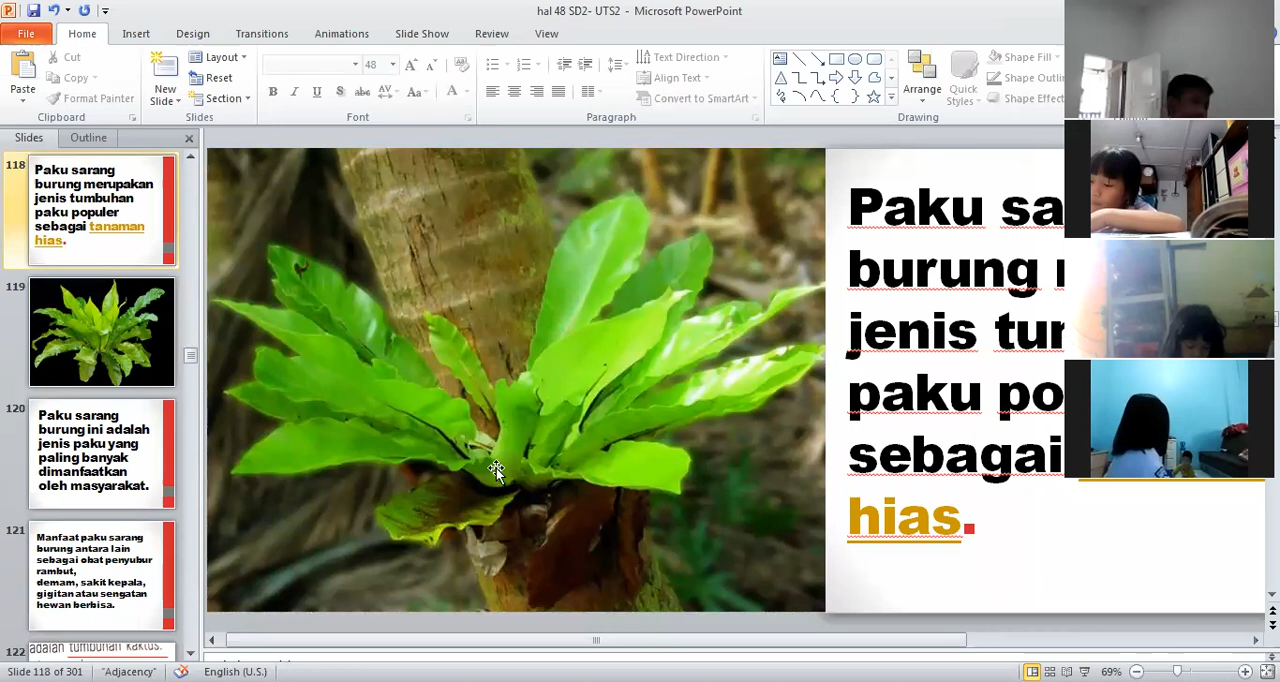 hal 48 SD2- UTS2 - Microsoft PowerPoint
File Home Insert Design Transitions Animations Slide Show Review View
Paste
Cut
Copy
Format Painter
Clipboard
New
Slide
Layout
Reset
Section
Slides
48
Font
Text Direction
Align Text
Convert to SmartArt
Paragraph
Arrange
Quick
Styles
Shape Fill
Shape Outli
Shape Effect
Drawing
Slides Outline
118
Paku sarang
burung merupakan
jenis tumbuhan
paku populer
sebagai tanaman
hias.
119
120
Paku sarang
burung ini adalah
jenis paku yang
paling banyak
dimanfaatkan
oleh masyarakat.
121
Manfaat paku sarang
burung antara lain
sebagai obat penyubur
rambut,
demam, sakit kepala,
gigitan atau sengatan
hewan berbisa.
122
adalah tumbuhan kaktus.
Paku sa
burung
jenis tu
paku po
sebagai
hias.
Slide 118 of 301 "Adjacency" English (U.S.) 69%